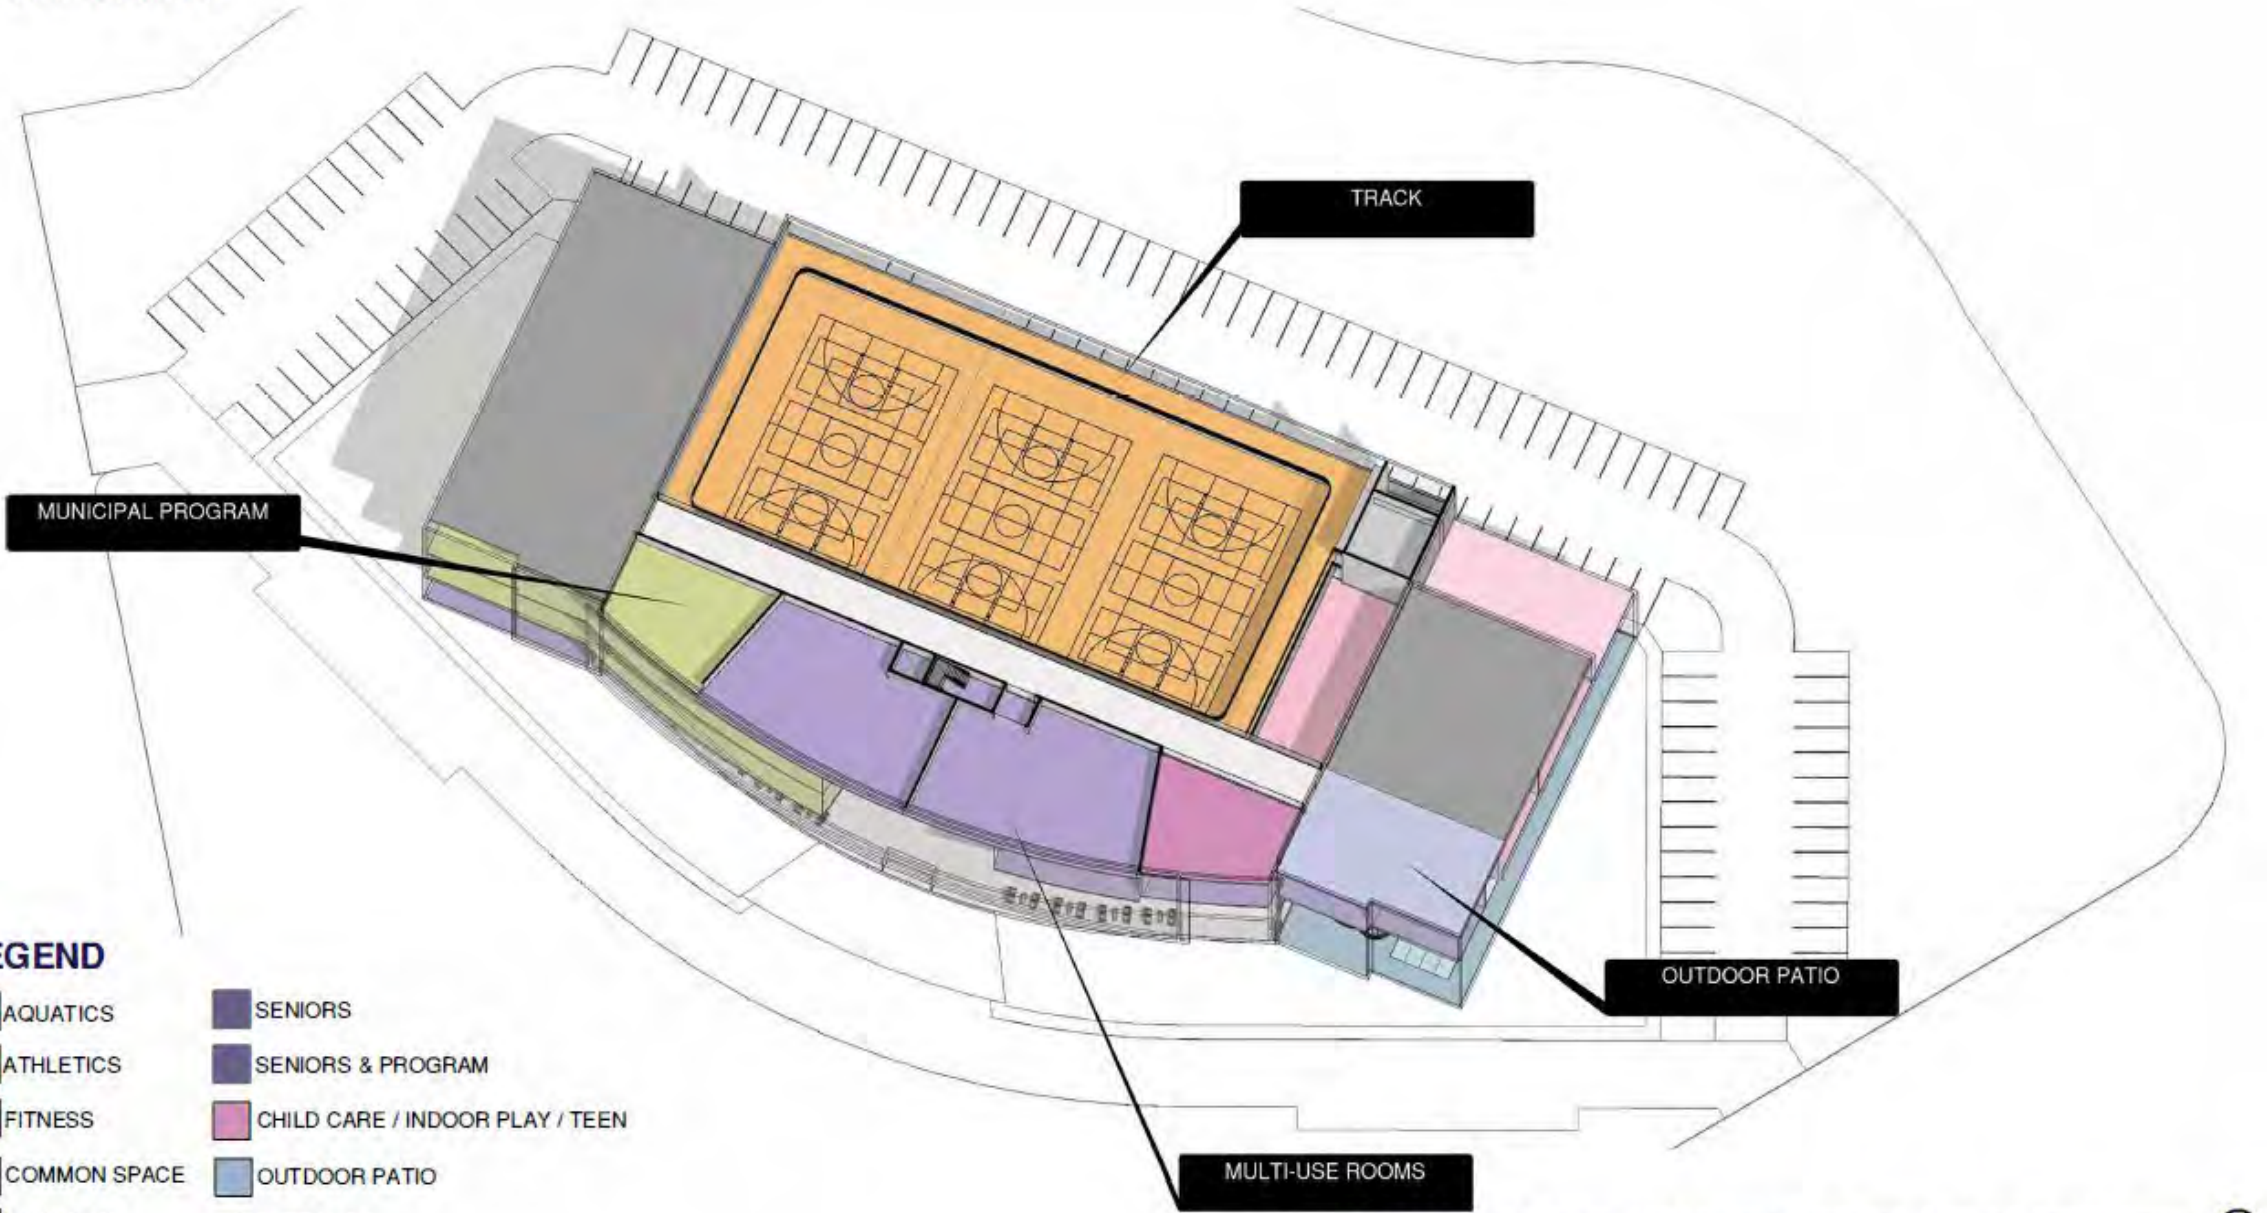 TRACK
MUNICIPAL PROGRAM
OUTDOOR PATIO
MULTI-USE ROOMS
EGEND
AQUATICS
ATHLETICS
FITNESS
COMMON SPACE
SENIORS
SENIORS & PROGRAM
CHILD CARE / INDOOR PLAY / TEEN
OUTDOOR PATIO